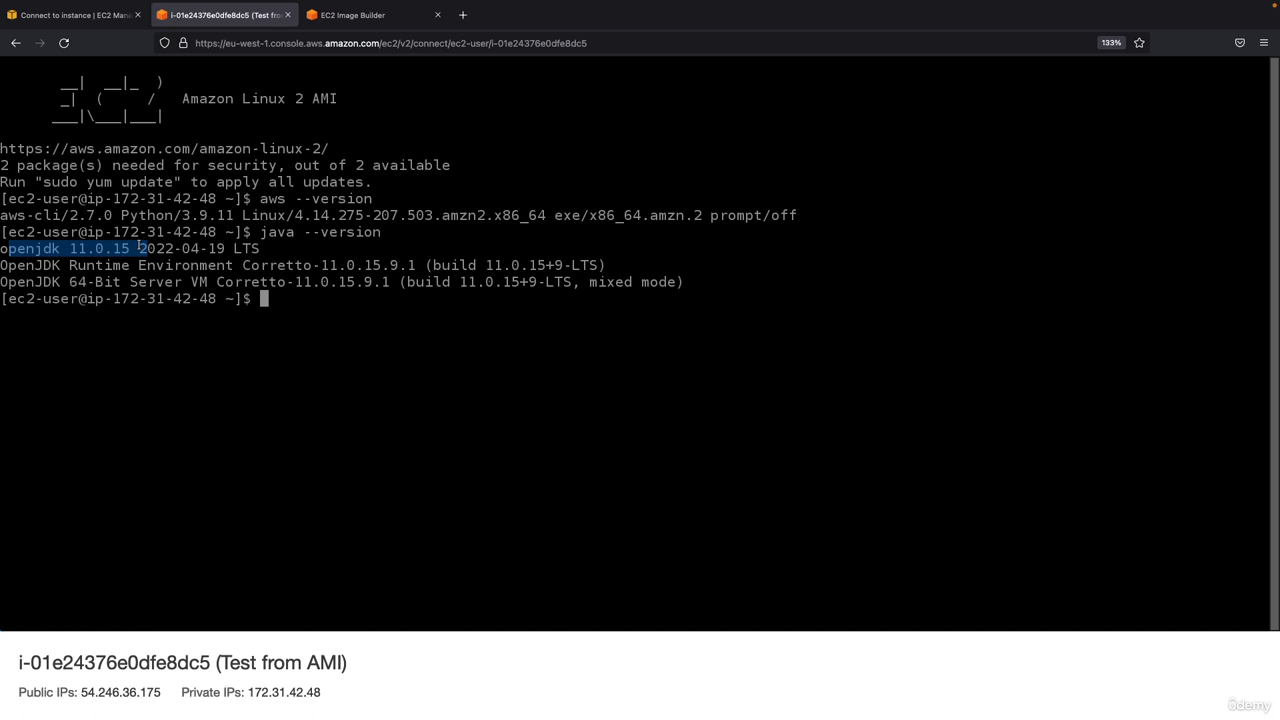 Connect to instance | EC2 Man
i-01e24376e0dfe8dc5 (Test fro
EC2 Image Builder
https://eu-west-1.console.aws.amazon.com/ec2/v2/connect/ec2-user/i-01e24376e0dfe8dc5
133%
__|  __|_  )
_|  (     /   Amazon Linux 2 AMI
___|\___|___|
https://aws.amazon.com/amazon-linux-2/
2 package(s) needed for security, out of 2 available
Run "sudo yum update" to apply all updates.
[ec2-user@ip-172-31-42-48 ~]$ aws --version
aws-cli/2.7.0 Python/3.9.11 Linux/4.14.275-207.503.amzn2.x86_64 exe/x86_64.amzn.2 prompt/off
[ec2-user@ip-172-31-42-48 ~]$ java --version
openjdk 11.0.15 2022-04-19 LTS
OpenJDK Runtime Environment Corretto-11.0.15.9.1 (build 11.0.15+9-LTS)
OpenJDK 64-Bit Server VM Corretto-11.0.15.9.1 (build 11.0.15+9-LTS, mixed mode)
[ec2-user@ip-172-31-42-48 ~]$
i-01e24376e0dfe8dc5 (Test from AMI)
Public IPs: 54.246.36.175 Private IPs: 172.31.42.48
ûdemy